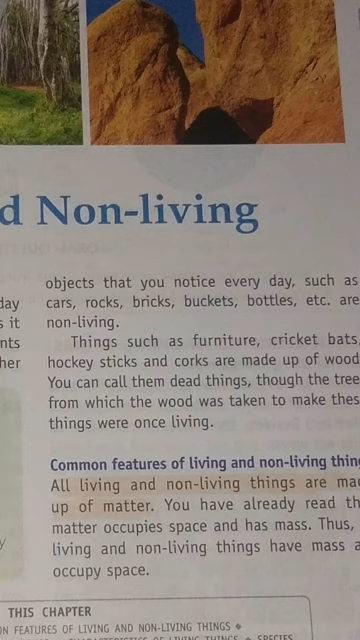 d Non-living
day
s it
nts
her
objects that you notice every day, such as
cars, rocks, bricks, buckets, bottles, etc. are
non-living.
Things such as furniture, cricket bats,
hockey sticks and corks are made up of wood
You can call them dead things, though the tree
from which the wood was taken to make thes
things were once living.
Common features of living and non-living thin
All living and non-living things are ma
up of matter. You have already read th
matter occupies space and has mass. Thus,
living and non-living things have mass a
occupy space.
y
THIS CHAPTER
ON FEATURES OF LIVING AND NON-LIVING THINGS ◆
CHARACTERISTICS OF LIVING THINGS ◆ SPECIES